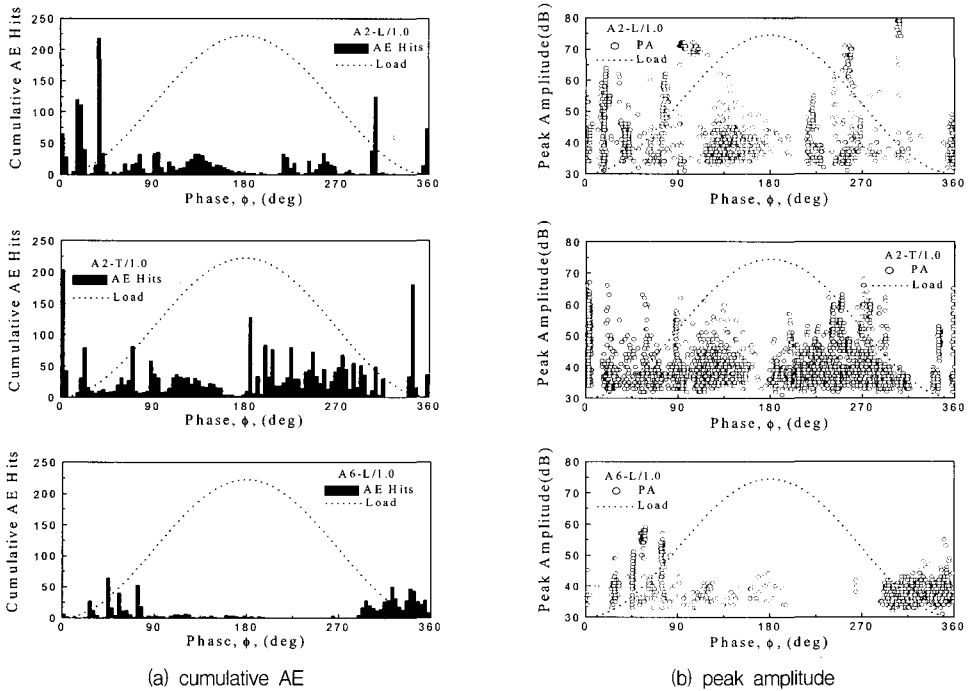 250
200
150
100
50
0
Cumulative AE Hits
A2-L/1.0
AE Hits
Load
0 90 180 270 360
Phase, ϕ, (deg)
80
70
60
50
40
30
Peak Amplitude(dB)
A2-L/1.0
PA
Load
0 90 180 270 360
Phase, ϕ, (deg)
250
200
150
100
50
0
Cumulative AE Hits
A2-T/1.0
AE Hits
Load
0 90 180 270 360
Phase, ϕ, (deg)
80
70
60
50
40
30
Peak Amplitude(dB)
A2-T/1.0
PA
Load
0 90 180 270 360
Phase, ϕ, (deg)
250
200
150
100
50
0
Cumulative AE Hits
A6-L/1.0
AE Hits
Load
0 90 180 270 360
Phase, ϕ, (deg)
80
70
60
50
40
30
Peak Amplitude(dB)
A6-L/1.0
PA
Load
0 90 180 270 360
Phase, ϕ, (deg)
(a) cumulative AE
(b) peak amplitude